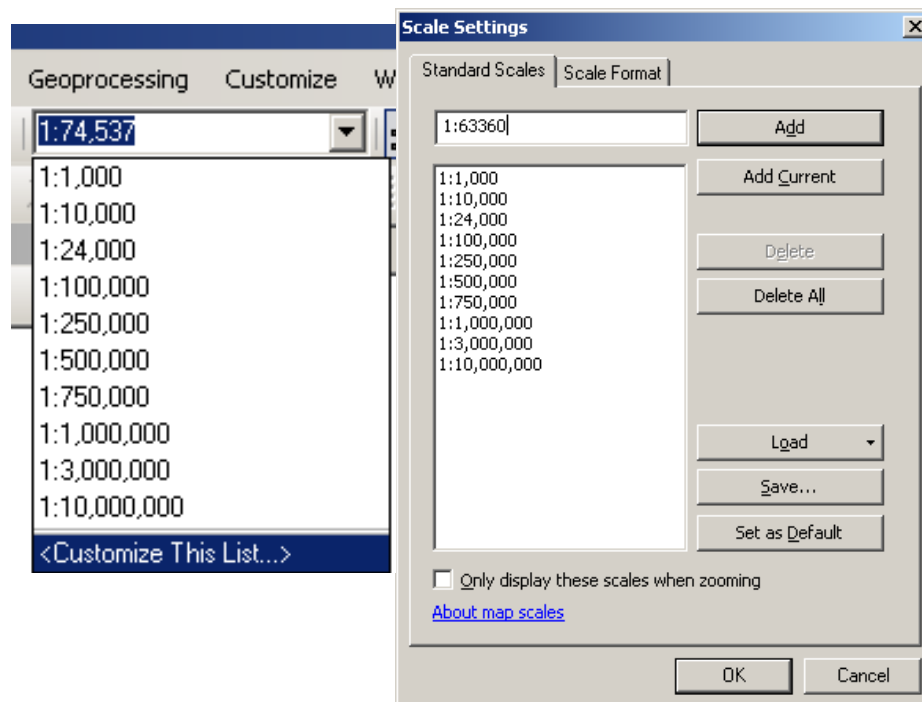 Geoprocessing Customize W
1:74,537
1:1,000
1:10,000
1:24,000
1:100,000
1:250,000
1:500,000
1:750,000
1:1,000,000
1:3,000,000
1:10,000,000
<Customize This List...>
Scale Settings
Standard Scales Scale Format
1:63360 Add
Add Current
1:1,000
1:10,000
1:24,000
1:100,000
1:250,000
1:500,000
1:750,000
1:1,000,000
1:3,000,000
1:10,000,000
Delete
Delete All
Load
Save...
Set as Default
Only display these scales when zooming
About map scales
OK Cancel